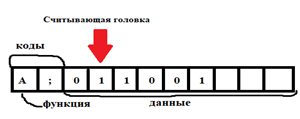 Считывающая головка
коды
А ; 0 1 1 0 0 1
функция данные